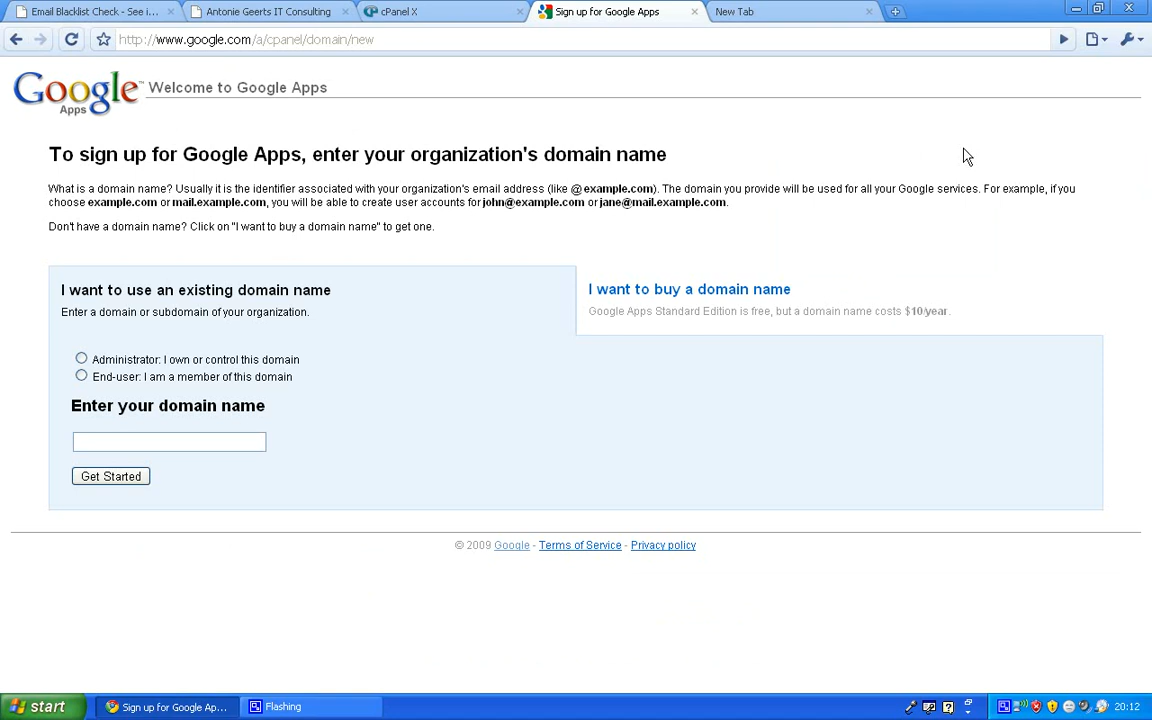 Email Blacklist Check - See i...
Antonie Geerts IT Consulting
cPanel X
Sign up for Google Apps
New Tab
http://www.google.com/a/cpanel/domain/new
Google™ Apps
Welcome to Google Apps
To sign up for Google Apps, enter your organization's domain name
What is a domain name? Usually it is the identifier associated with your organization's email address (like @example.com). The domain you provide will be used for all your Google services. For example, if you
choose example.com or mail.example.com, you will be able to create user accounts for john@example.com or jane@mail.example.com.
Don't have a domain name? Click on "I want to buy a domain name" to get one.
I want to use an existing domain name
Enter a domain or subdomain of your organization.
I want to buy a domain name
Google Apps Standard Edition is free, but a domain name costs $10/year.
Administrator: I own or control this domain
End-user: I am a member of this domain
Enter your domain name
Get Started
© 2009 Google - Terms of Service - Privacy policy
start
Sign up for Google Ap...
Flashing
20:12